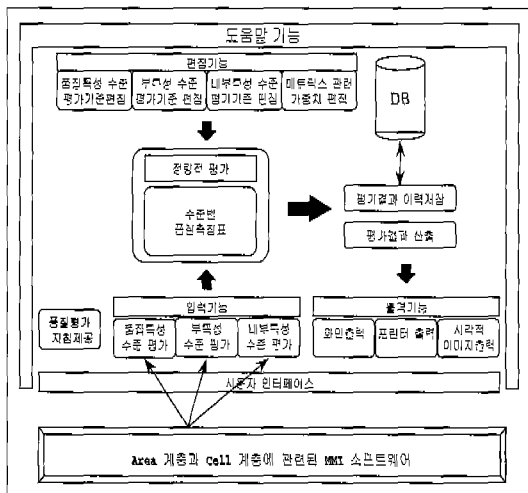 도움말 기능
편집기능
품질특성 수준
평가기준편집
부특성 수준
평가기준 편집
내부특성 수준
평가기준 편집
메트릭스 관련
가중치 편집
DB
정량적 평가
수준별
품질측정표
평가결과 이력저장
평가결과 산출
입력기능
출력기능
품질평가
지침제공
품질특성
수준 평가
부특성
수준 평가
내부특성
수준 평가
화면출력
프린터 출력
시각적
이미지출력
사용자 인터페이스
Area 계층과 Cell 계층에 관련된 MMI 소프트웨어